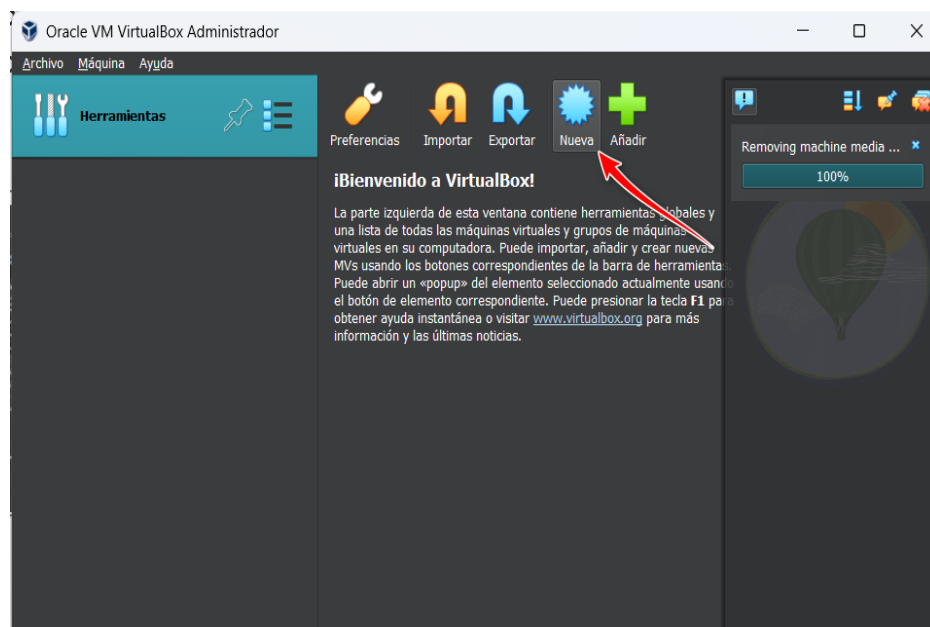 Oracle VM VirtualBox Administrador
Archivo Máquina Ayuda
Herramientas
Preferencias Importar Exportar Nueva Añadir
¡Bienvenido a VirtualBox!
La parte izquierda de esta ventana contiene herramientas globales y
una lista de todas las máquinas virtuales y grupos de máquinas
virtuales en su computadora. Puede importar, añadir y crear nuevas
MVs usando los botones correspondientes de la barra de herramientas.
Puede abrir un «popup» del elemento seleccionado actualmente usando
el botón de elemento correspondiente. Puede presionar la tecla F1 para
obtener ayuda instantánea o visitar www.virtualbox.org para más
información y las últimas noticias.
Removing machine media ...
100%